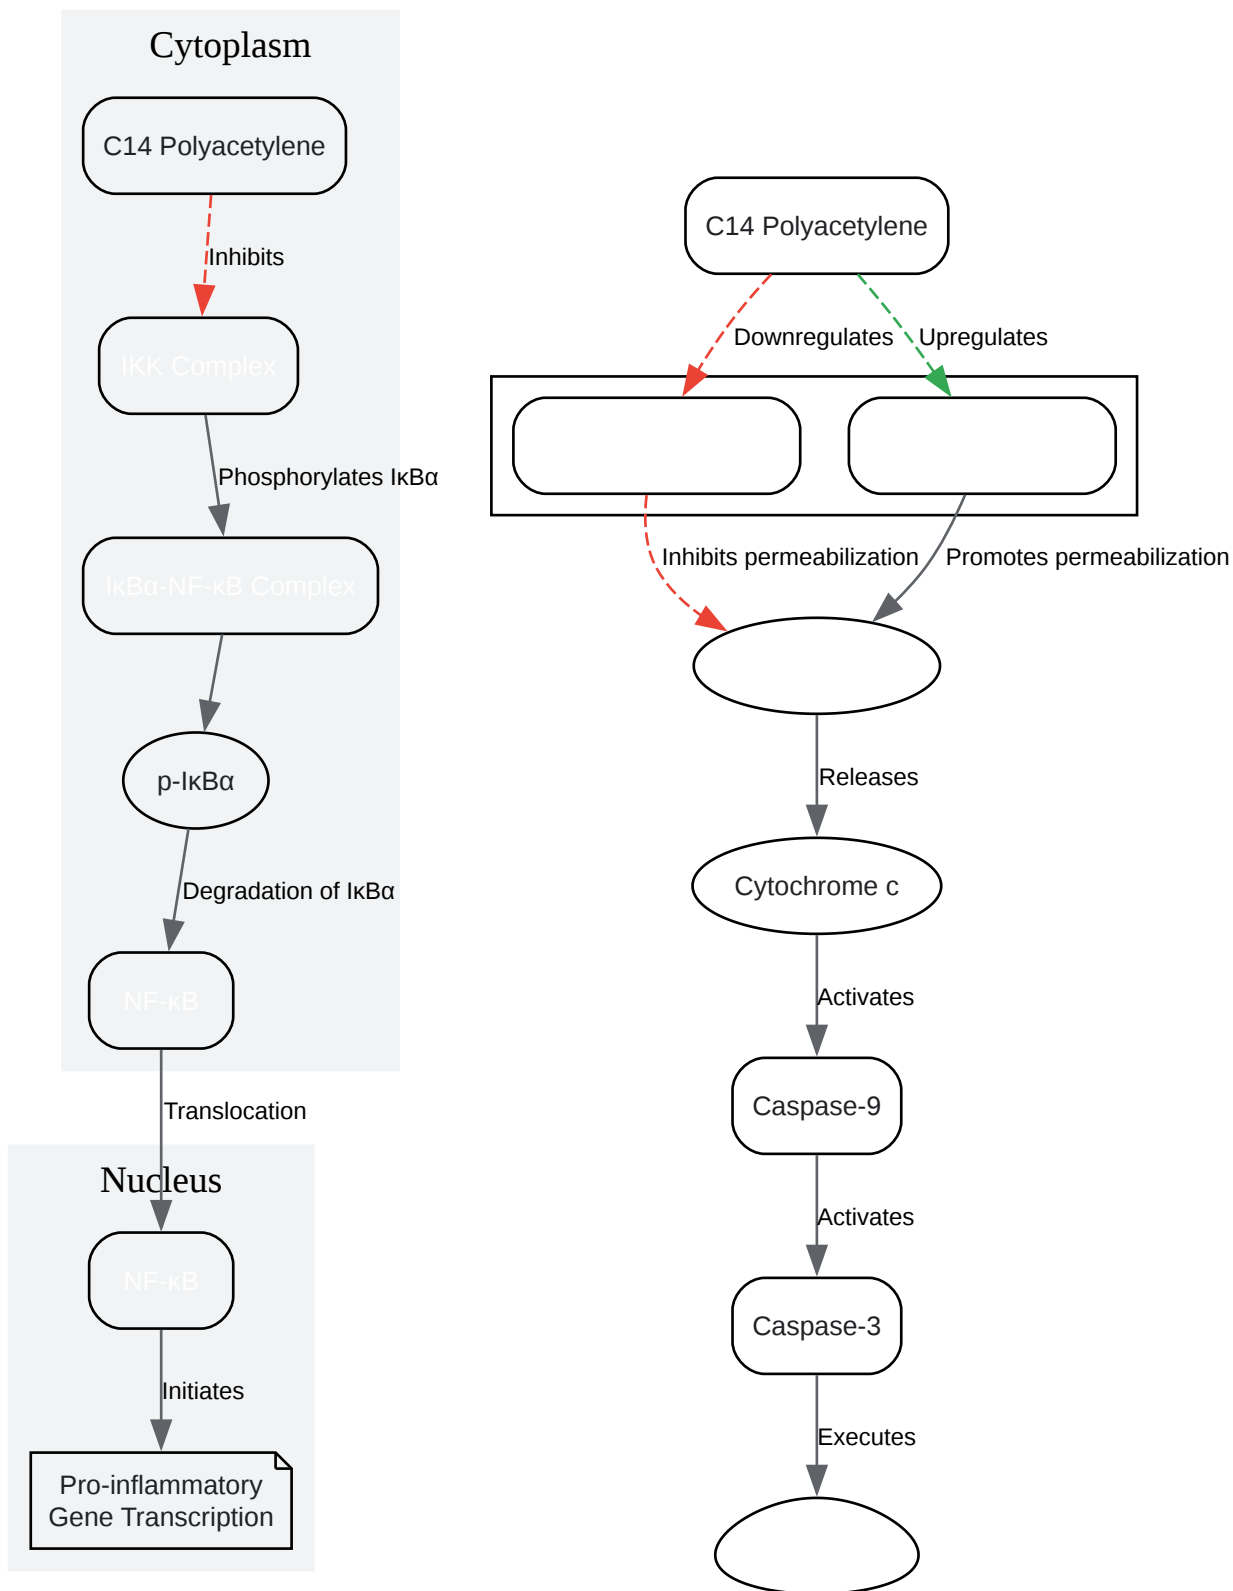 Cytoplasm
C14 Polyacetylene
Inhibits
IKK Complex
Phosphorylates IκBα
IκBα-NF-κB Complex
p-IκBα
Degradation of IκBα
NF-κB
Translocation
Nucleus
NF-κB
Initiates
Pro-inflammatory
Gene Transcription
C14 Polyacetylene
Downregulates
Upregulates
Inhibits permeabilization
Promotes permeabilization
Releases
Cytochrome c
Activates
Caspase-9
Activates
Caspase-3
Executes